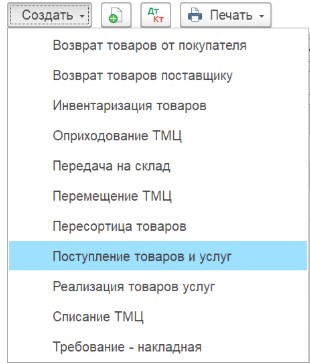 Создать Дт Кт Печать
Возврат товаров от покупателя
Возврат товаров поставщику
Инвентаризация товаров
Оприходование ТМЦ
Передача на склад
Перемещение ТМЦ
Пересортица товаров
Поступление товаров и услуг
Реализация товаров услуг
Списание ТМЦ
Требование - накладная